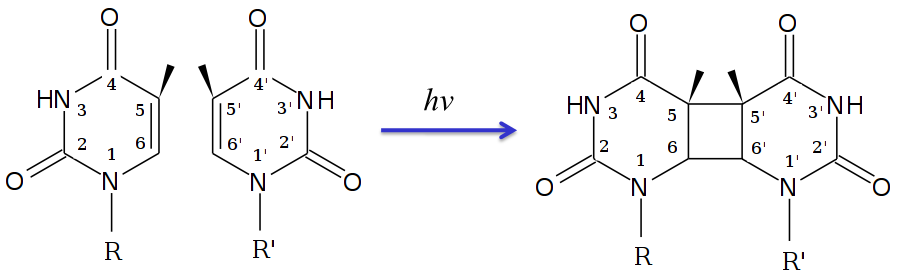 O O O O
4 4' 4 4'
HN 3 5 5' 3' NH hν HN 3 5 5' 3' NH
2 6 6' 2' 2 6 6' 2'
1 1' 1 1'
O N N O O N N O
R R' R R'